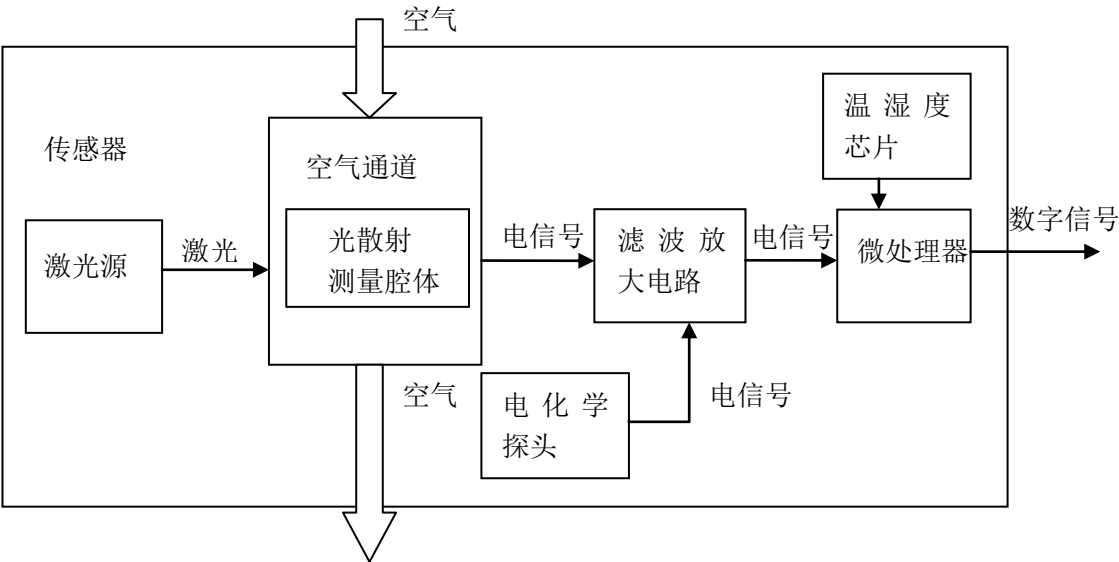 空气
温湿度
芯片
传感器
空气通道
数字信号
激光源
激光
光散射
测量腔体
电信号
滤波放
大电路
电信号
微处理器
空气
电化学
探头
电信号